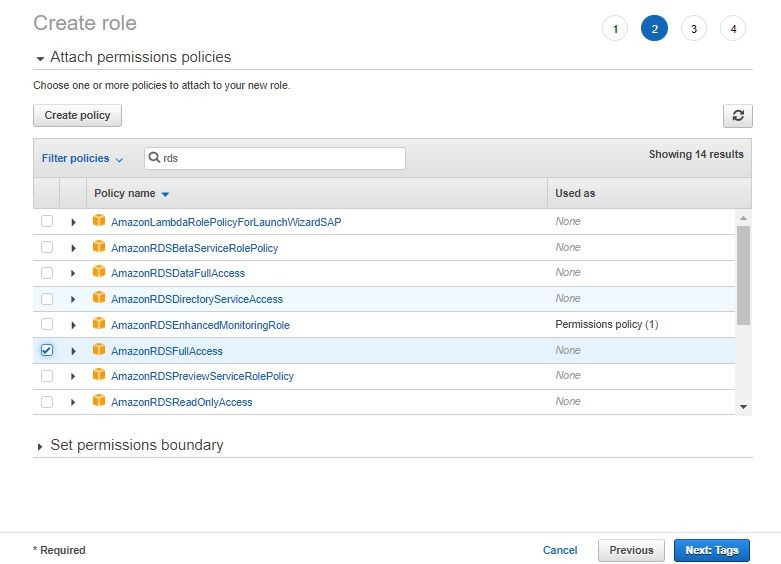 Create role
1 2 3 4
Attach permissions policies
Choose one or more policies to attach to your new role.
Create policy
Filter policies rds Showing 14 results
Policy name Used as
AmazonLambdaRolePolicyForLaunchWizardSAP None
AmazonRDSBetaServiceRolePolicy None
AmazonRDSDataFullAccess None
AmazonRDSDirectoryServiceAccess None
AmazonRDSEnhancedMonitoringRole Permissions policy (1)
AmazonRDSFullAccess None
AmazonRDSPreviewServiceRolePolicy None
AmazonRDSReadOnlyAccess None
Set permissions boundary
* Required Cancel Previous Next: Tags